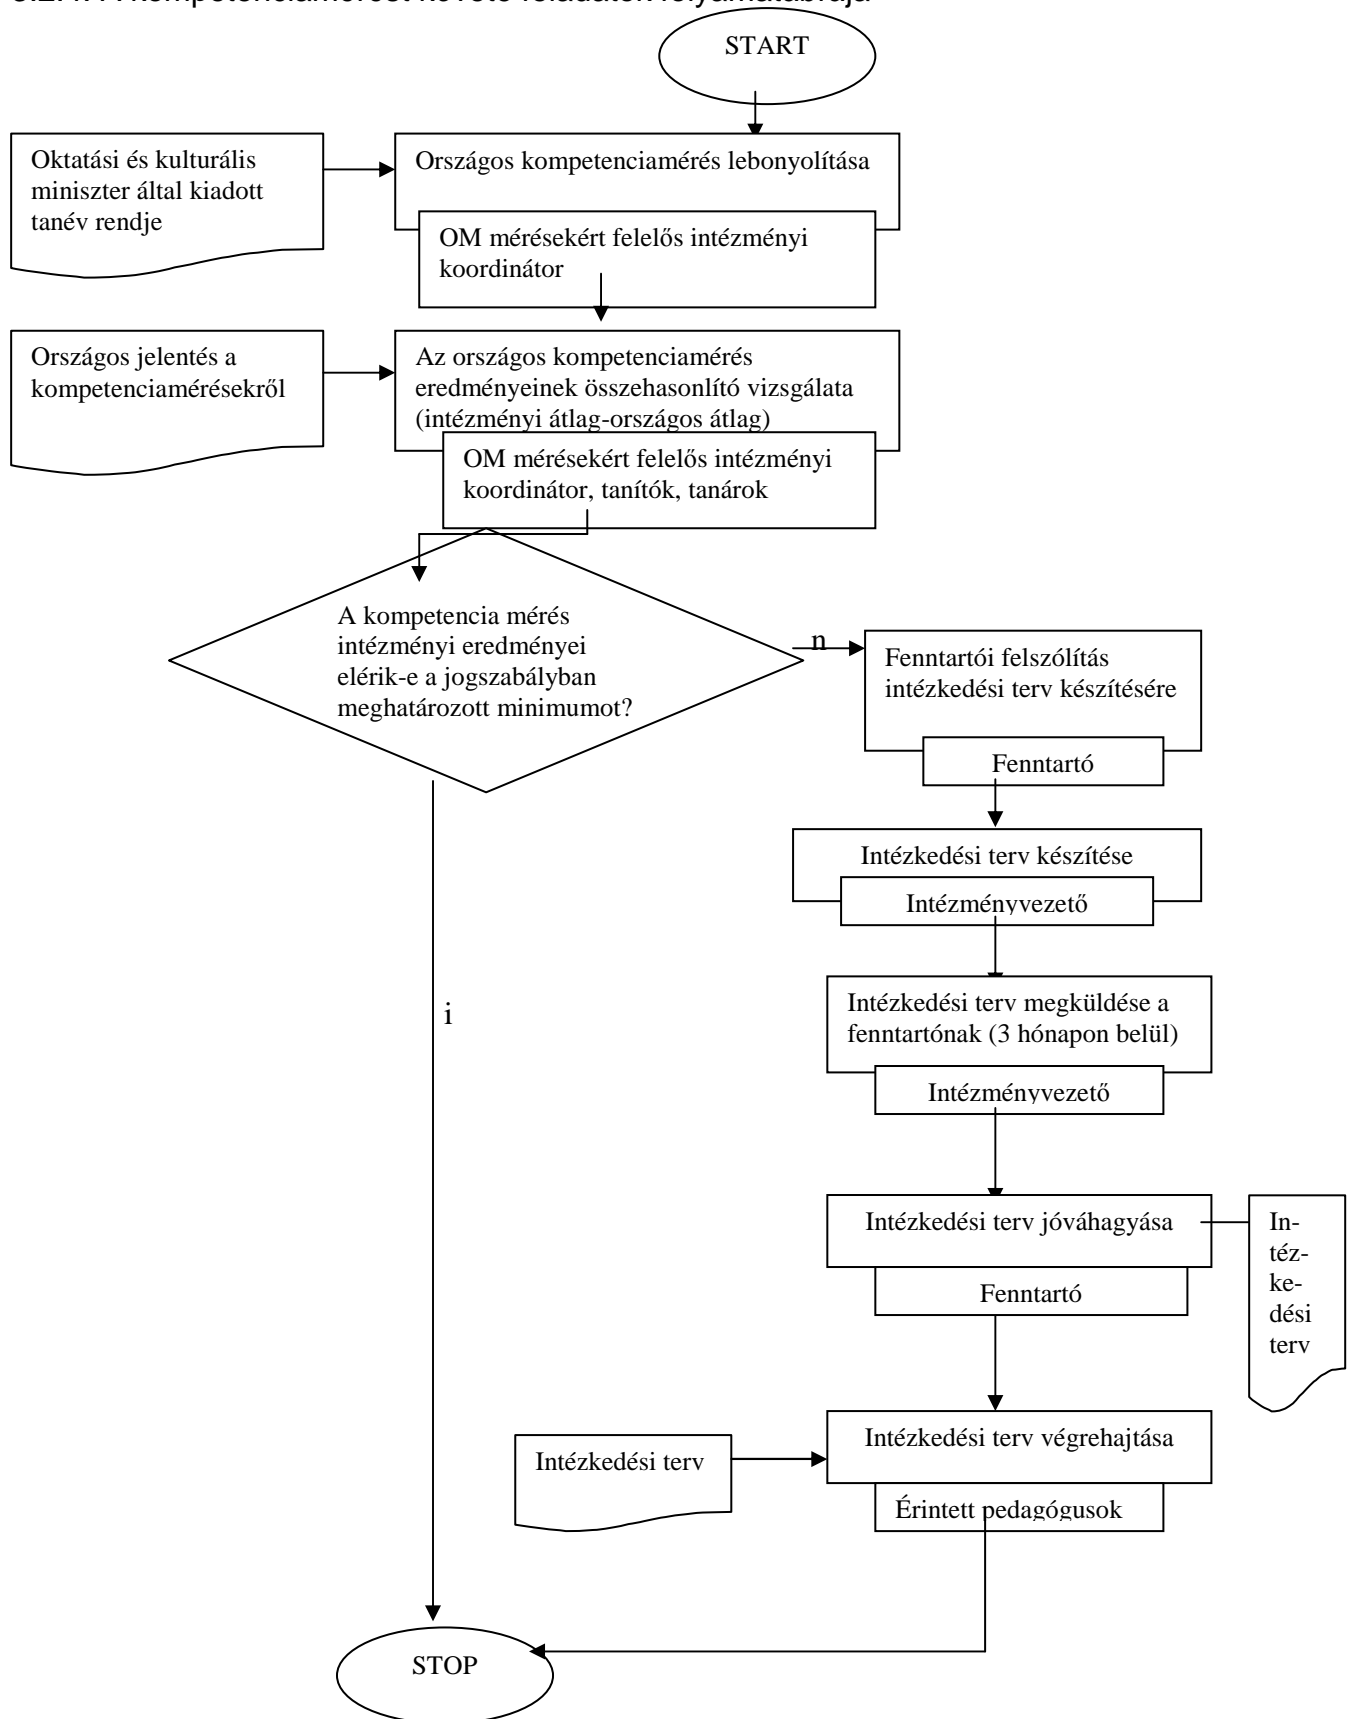 START
Oktatási és kulturális
miniszter által kiadott
tanév rendje
Országos kompetenciamérés lebonyolítása
OM mérésekért felelős intézményi
koordinátor
Országos jelentés a
kompetenciamérésekről
Az országos kompetenciamérés
eredményeinek összehasonlító vizsgálata
(intézményi átlag-országos átlag)
OM mérésekért felelős intézményi
koordinátor, tanítók, tanárok
A kompetencia mérés
intézményi eredményei
elérik-e a jogszabályban
meghatározott minimumot?
n
Fenntartói felszólítás
intézkedési terv készítésére
Fenntartó
Intézkedési terv készítése
Intézményvezető
i
Intézkedési terv megküldése a
fenntartónak (3 hónapon belül)
Intézményvezető
Intézkedési terv jóváhagyása
Fenntartó
In-
téz-
ke-
dési
terv
Intézkedési terv
Intézkedési terv végrehajtása
Érintett pedagógusok
STOP